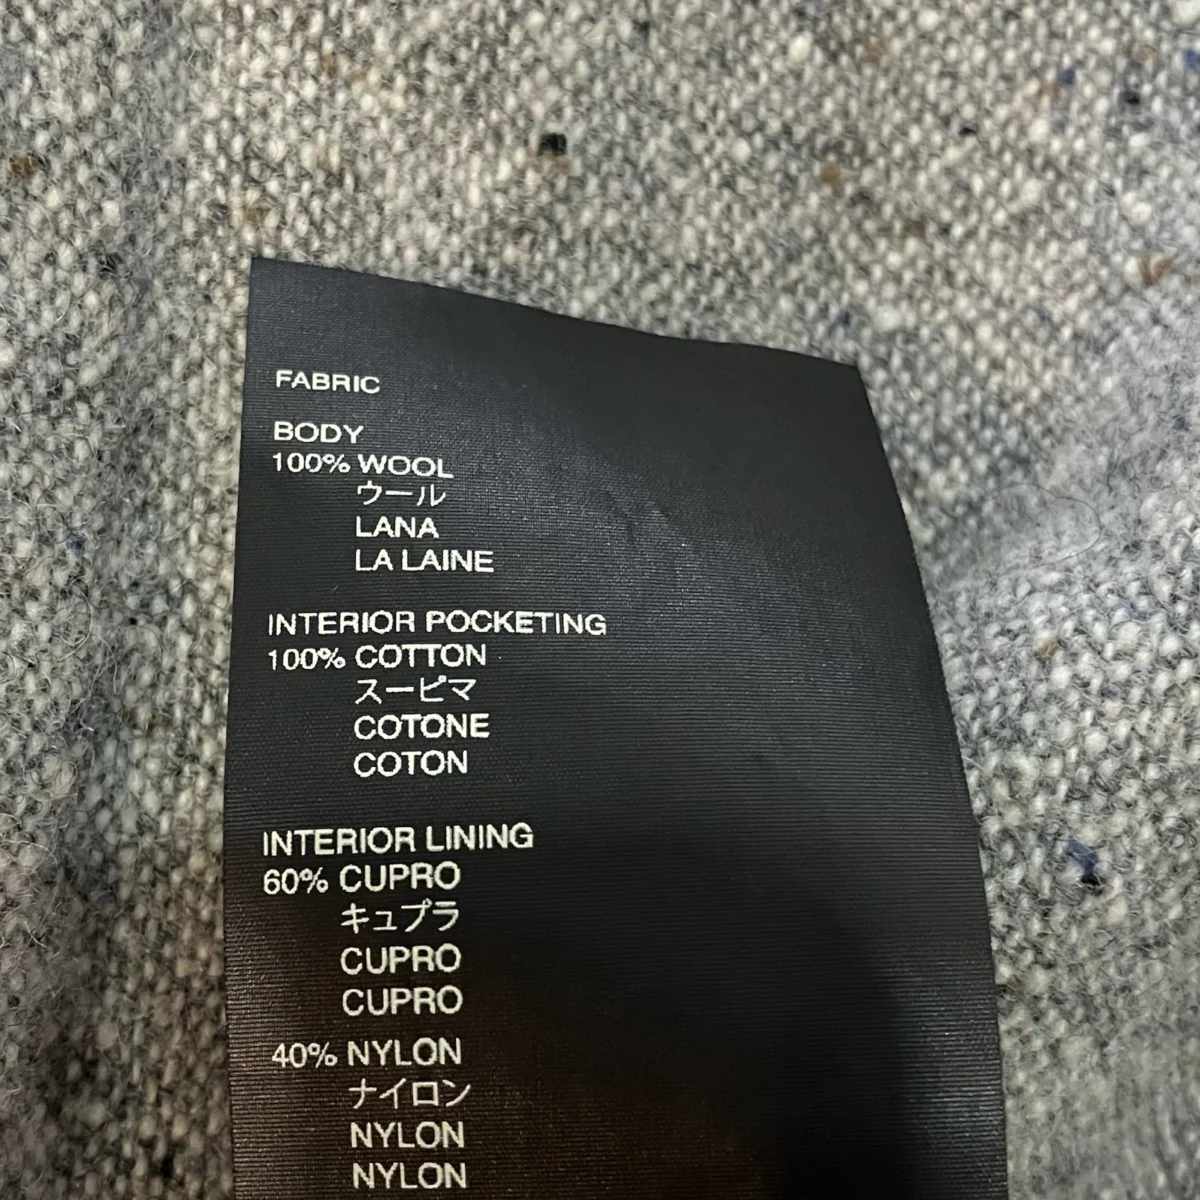 FABRIC
BODY
100% WOOL
ウール
LANA
LA LAINE
INTERIOR POCKETING
100% COTTON
スーピマ
COTONE
COTON
INTERIOR LINING
60% CUPRO
キュプラ
CUPRO
CUPRO
40% NYLON
ナイロン
NYLON
NYLON